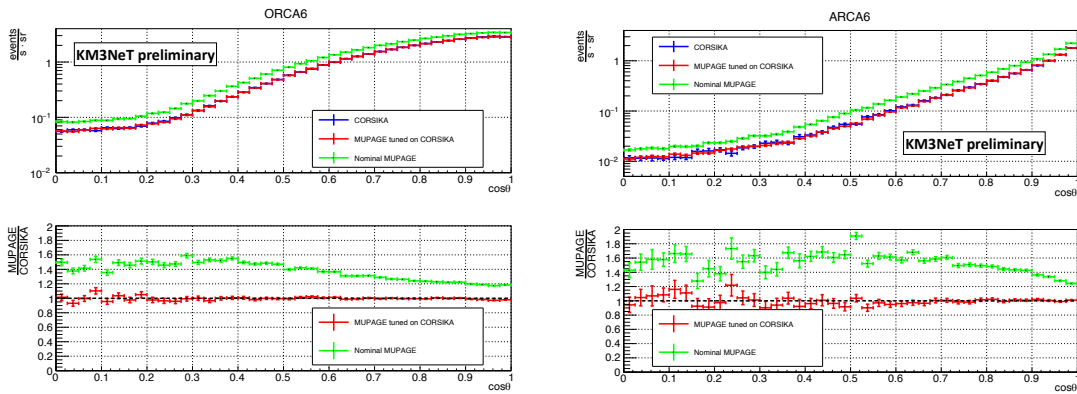 ORCA6
events
s · sr
KM3NeT preliminary
1
10⁻¹
10⁻²
CORSIKA
MUPAGE tuned on CORSIKA
Nominal MUPAGE
0 0.1 0.2 0.3 0.4 0.5 0.6 0.7 0.8 0.9 1
cosθ
MUPAGE
CORSIKA
2
1.8
1.6
1.4
1.2
1
0.8
0.6
0.4
0.2
0
MUPAGE tuned on CORSIKA
Nominal MUPAGE
0 0.1 0.2 0.3 0.4 0.5 0.6 0.7 0.8 0.9 1
cosθ
ARCA6
events
s · sr
1
10⁻¹
10⁻²
CORSIKA
MUPAGE tuned on CORSIKA
Nominal MUPAGE
KM3NeT preliminary
0 0.1 0.2 0.3 0.4 0.5 0.6 0.7 0.8 0.9 1
cosθ
MUPAGE
CORSIKA
2
1.8
1.6
1.4
1.2
1
0.8
0.6
0.4
0.2
0
MUPAGE tuned on CORSIKA
Nominal MUPAGE
0 0.1 0.2 0.3 0.4 0.5 0.6 0.7 0.8 0.9 1
cosθ